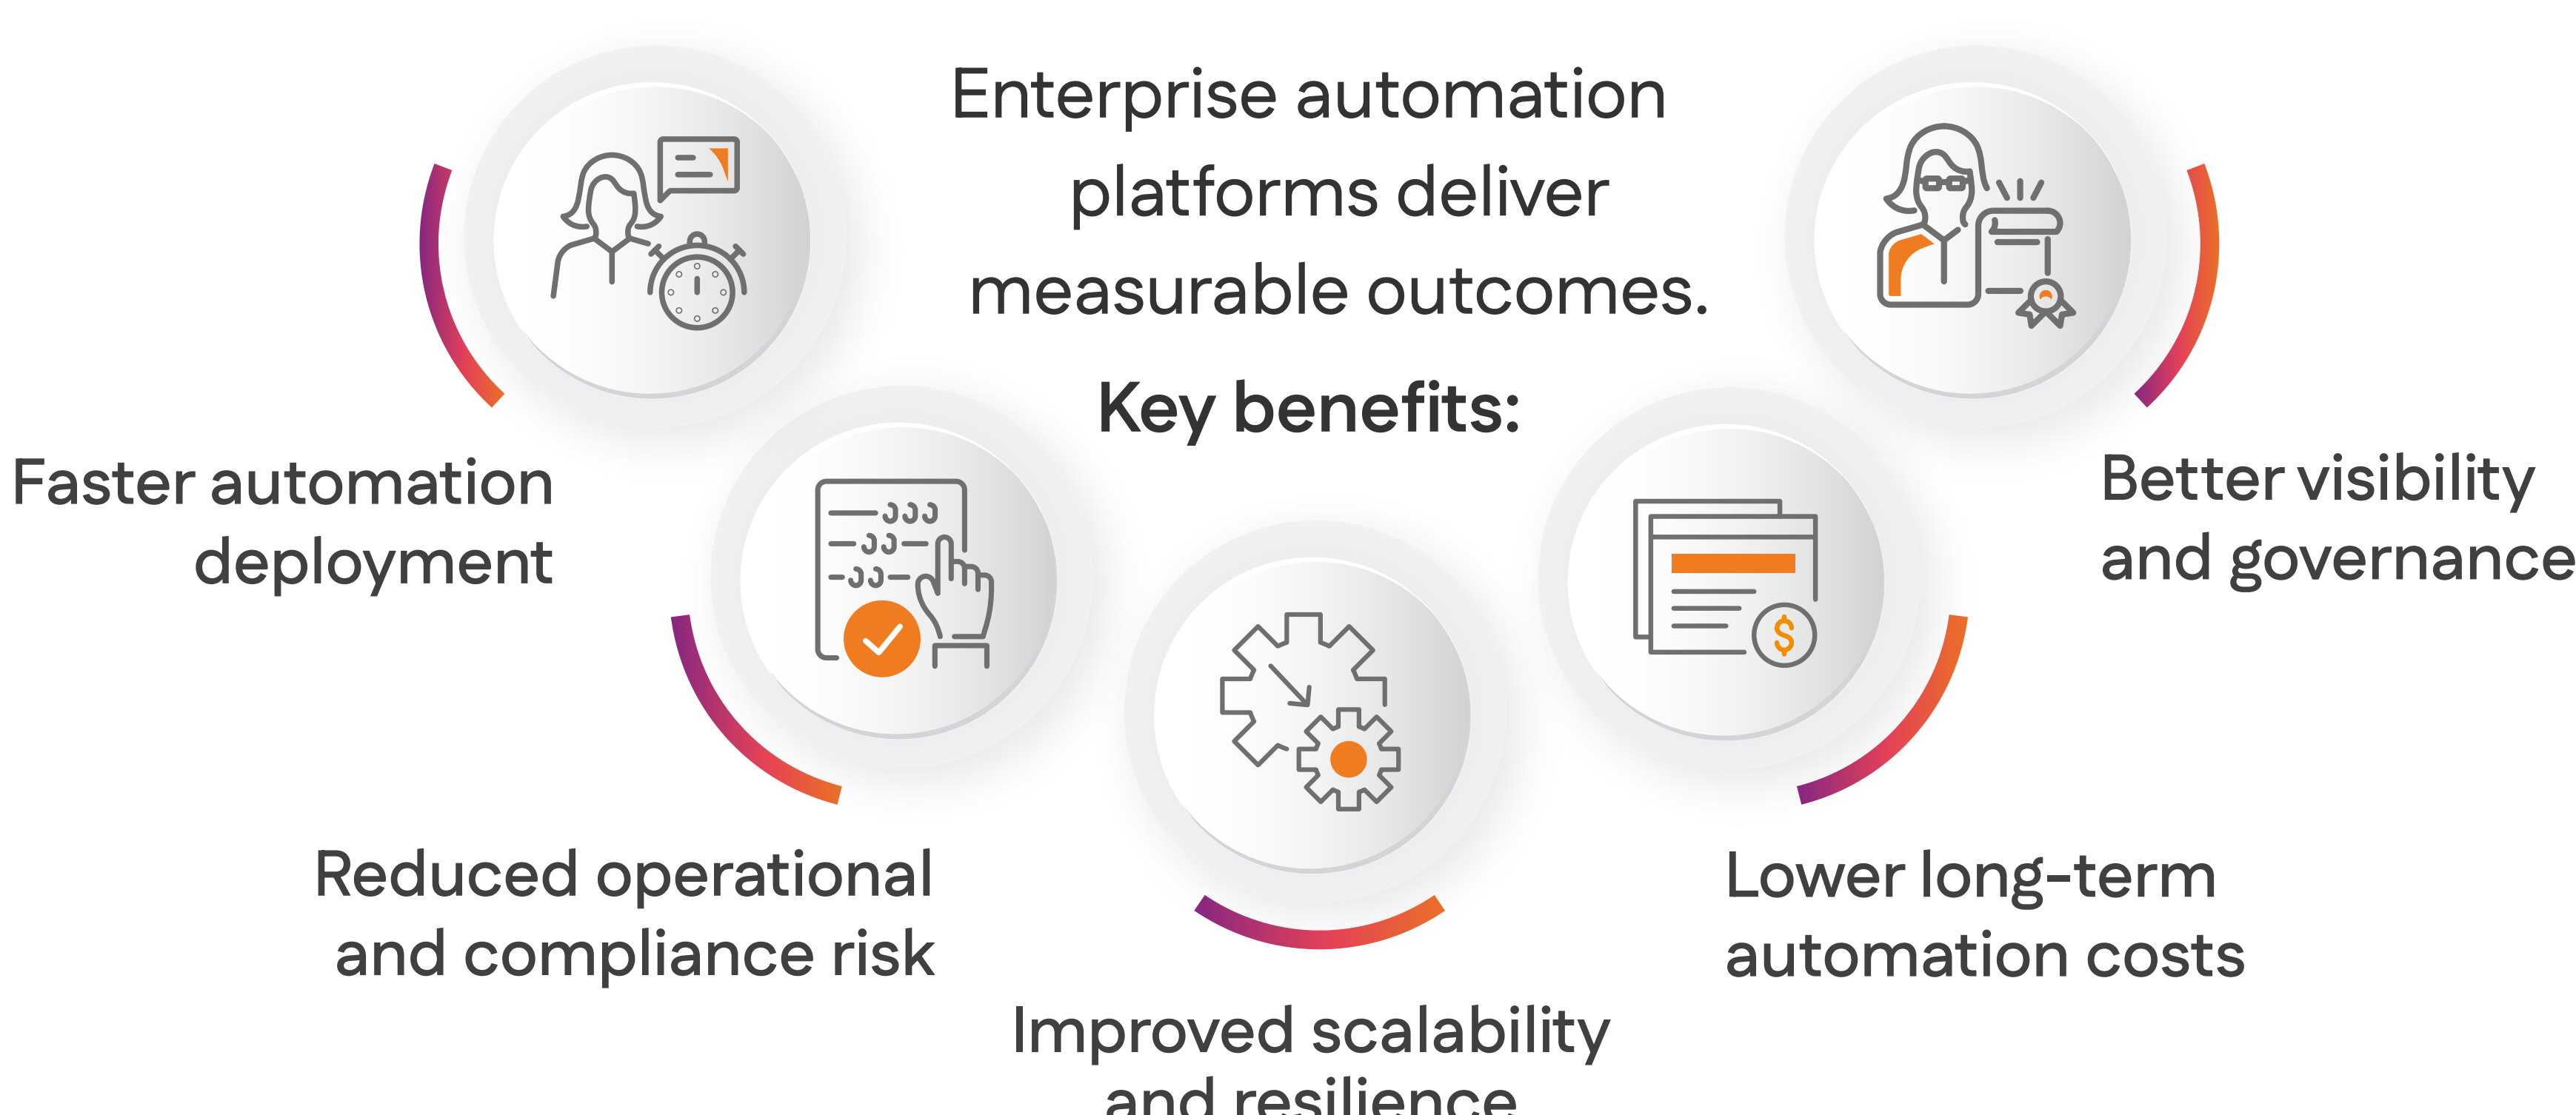 Enterprise automation
platforms deliver
measurable outcomes.
Key benefits:
Faster automation
deployment
Reduced operational
and compliance risk
Improved scalability
and resilience
Lower long-term
automation costs
Better visibility
and governance
$